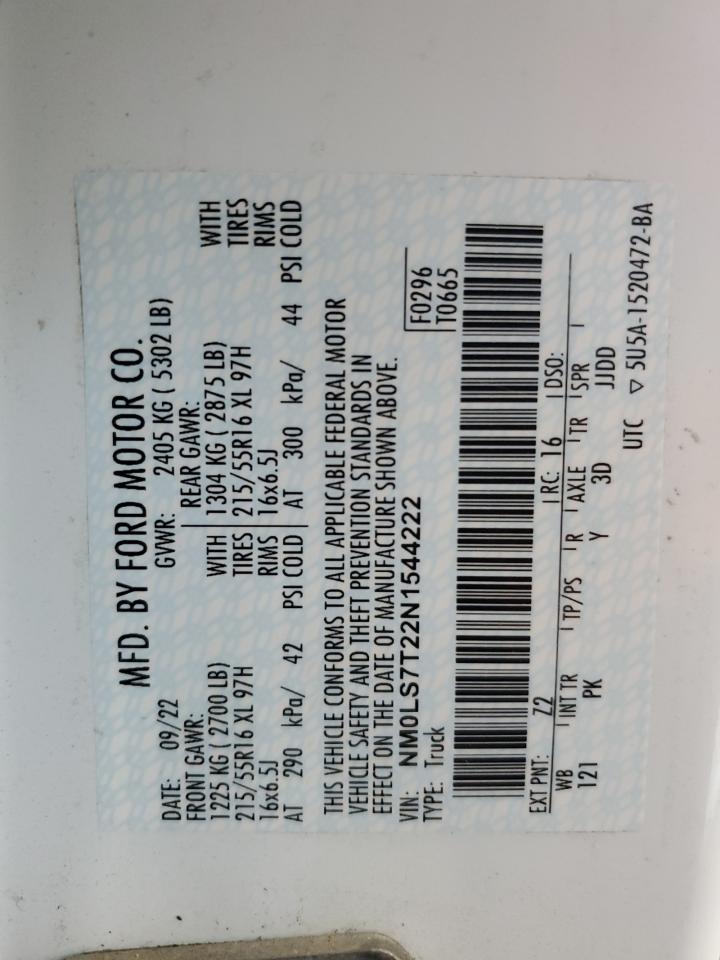 MFD. BY FORD MOTOR CO.
DATE: 09/22 GVWR: 2405 KG ( 5302 LB)
FRONT GAWR: REAR GAWR:
1225 KG ( 2700 LB) WITH 1304 KG ( 2875 LB) WITH
215/55R16 XL 97H TIRES 215/55R16 XL 97H TIRES
16x6.5J RIMS 16x6.5J RIMS
AT 290 kPa/ 42 PSI COLD AT 300 kPa/ 44 PSI COLD
THIS VEHICLE CONFORMS TO ALL APPLICABLE FEDERAL MOTOR
VEHICLE SAFETY AND THEFT PREVENTION STANDARDS IN
EFFECT ON THE DATE OF MANUFACTURE SHOWN ABOVE.
VIN: NM0LS7T22N1544222 F0296
TYPE: Truck T0665
EXT PNT: Z2 RC: 16 DSO:
WB INT TR TP/PS R AXLE TR SPR
121 PK Y 3D JJDD
UTC ▽ 5U5A-1520472-BA